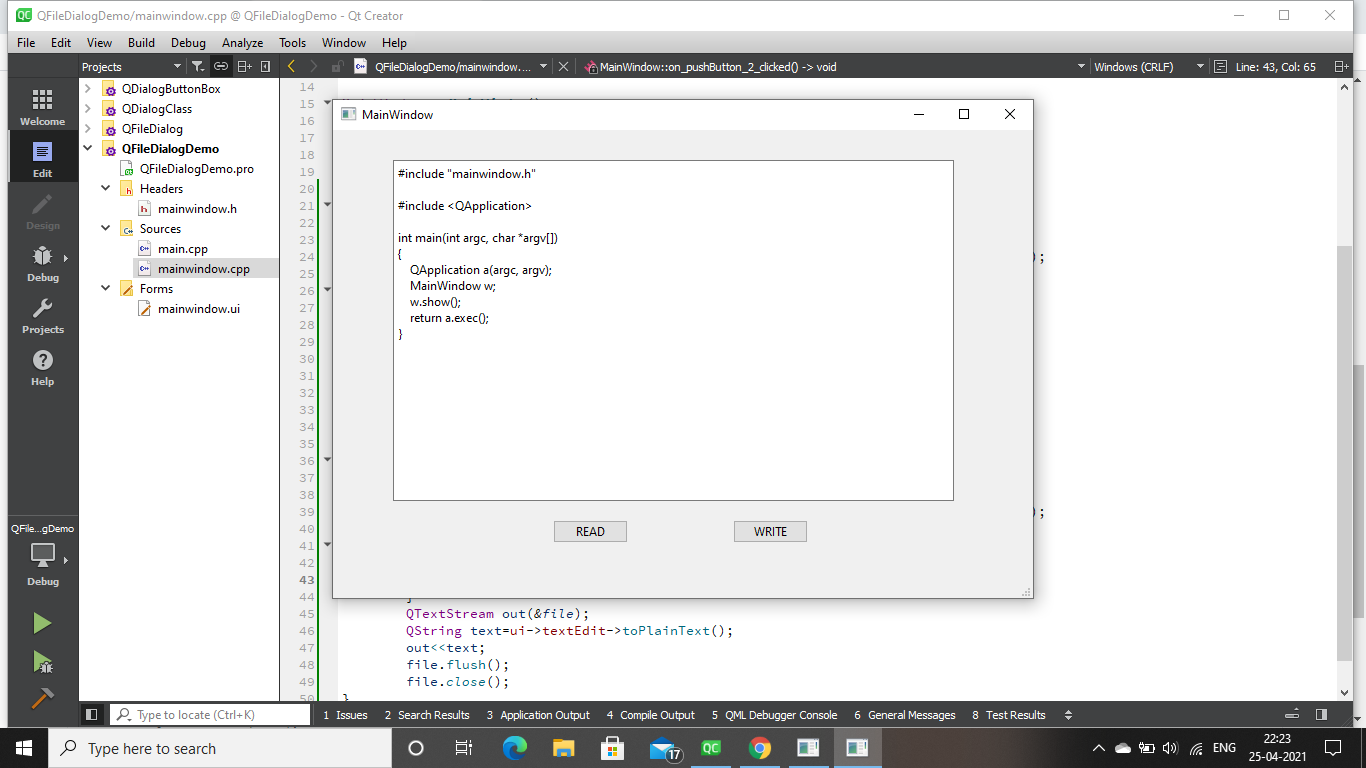 QFileDialogDemo/mainwindow.cpp @ QFileDialogDemo - Qt Creator
File Edit View Build Debug Analyze Tools Window Help
Projects
QFileDialogDemo/mainwindow....
MainWindow::on_pushButton_2_clicked() -> void
Windows (CRLF)
Line: 43, Col: 65
Welcome
Edit
Design
Debug
Projects
Help
QFile...gDemo
Debug
QDialogButtonBox
QDialogClass
QFileDialog
QFileDialogDemo
QFileDialogDemo.pro
Headers
mainwindow.h
Sources
main.cpp
mainwindow.cpp
Forms
mainwindow.ui
14
15
16
17
18
19
20
21
22
23
24 );
25
26
27
28
29
30
31
32
33
34
35
36
37
38
39 );
40
41
42
43
44 }
45 QTextStream out(&file);
46 QString text=ui->textEdit->toPlainText();
47 out<<text;
48 file.flush();
49 file.close();
50 }
MainWindow
#include "mainwindow.h"
#include <QApplication>
int main(int argc, char *argv[])
{
QApplication a(argc, argv);
MainWindow w;
w.show();
return a.exec();
}
READ
WRITE
Type to locate (Ctrl+K)
1 Issues 2 Search Results 3 Application Output 4 Compile Output 5 QML Debugger Console 6 General Messages 8 Test Results
Type here to search
17
QC
ENG
22:23
25-04-2021